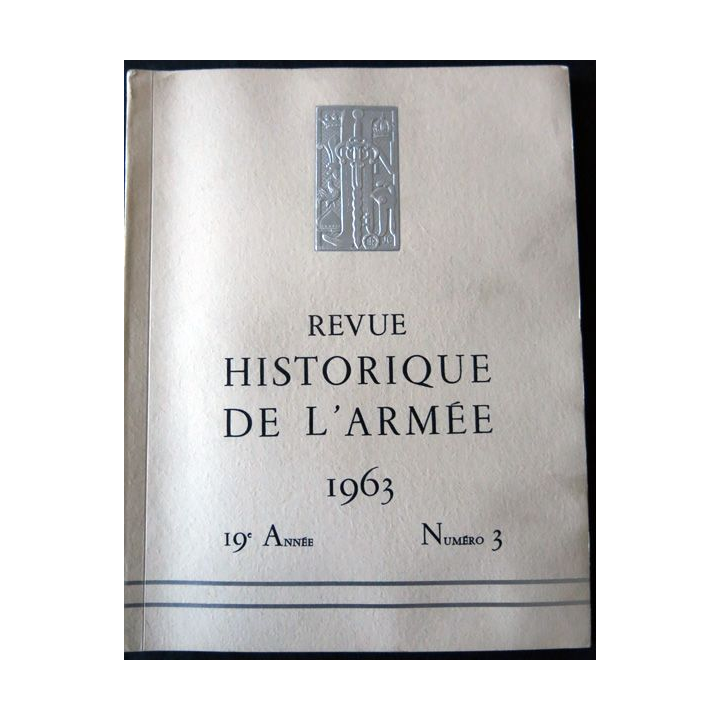 REVUE
HISTORIQUE
DE L'ARMÉE
1963
19e ANNÉE NUMÉRO 3